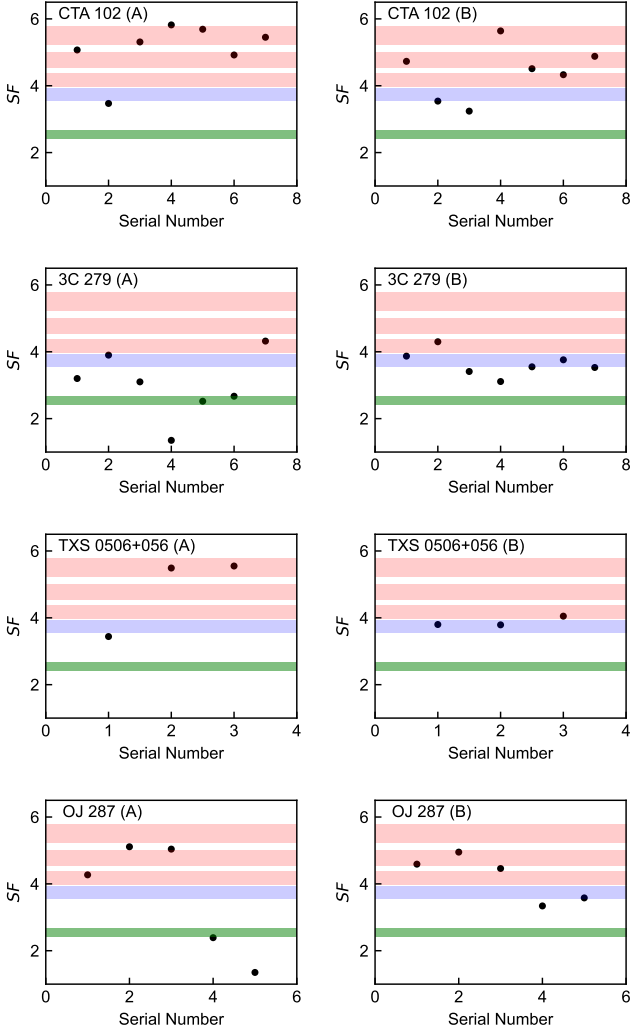 CTA 102 (A)
6
4
2
SF
0 2 4 6 8
Serial Number
CTA 102 (B)
6
4
2
SF
0 2 4 6 8
Serial Number
3C 279 (A)
6
4
2
SF
0 2 4 6 8
Serial Number
3C 279 (B)
6
4
2
SF
0 2 4 6 8
Serial Number
TXS 0506+056 (A)
6
4
2
SF
0 1 2 3 4
Serial Number
TXS 0506+056 (B)
6
4
2
SF
0 1 2 3 4
Serial Number
OJ 287 (A)
6
4
2
SF
0 2 4 6
Serial Number
OJ 287 (B)
6
4
2
SF
0 2 4 6
Serial Number